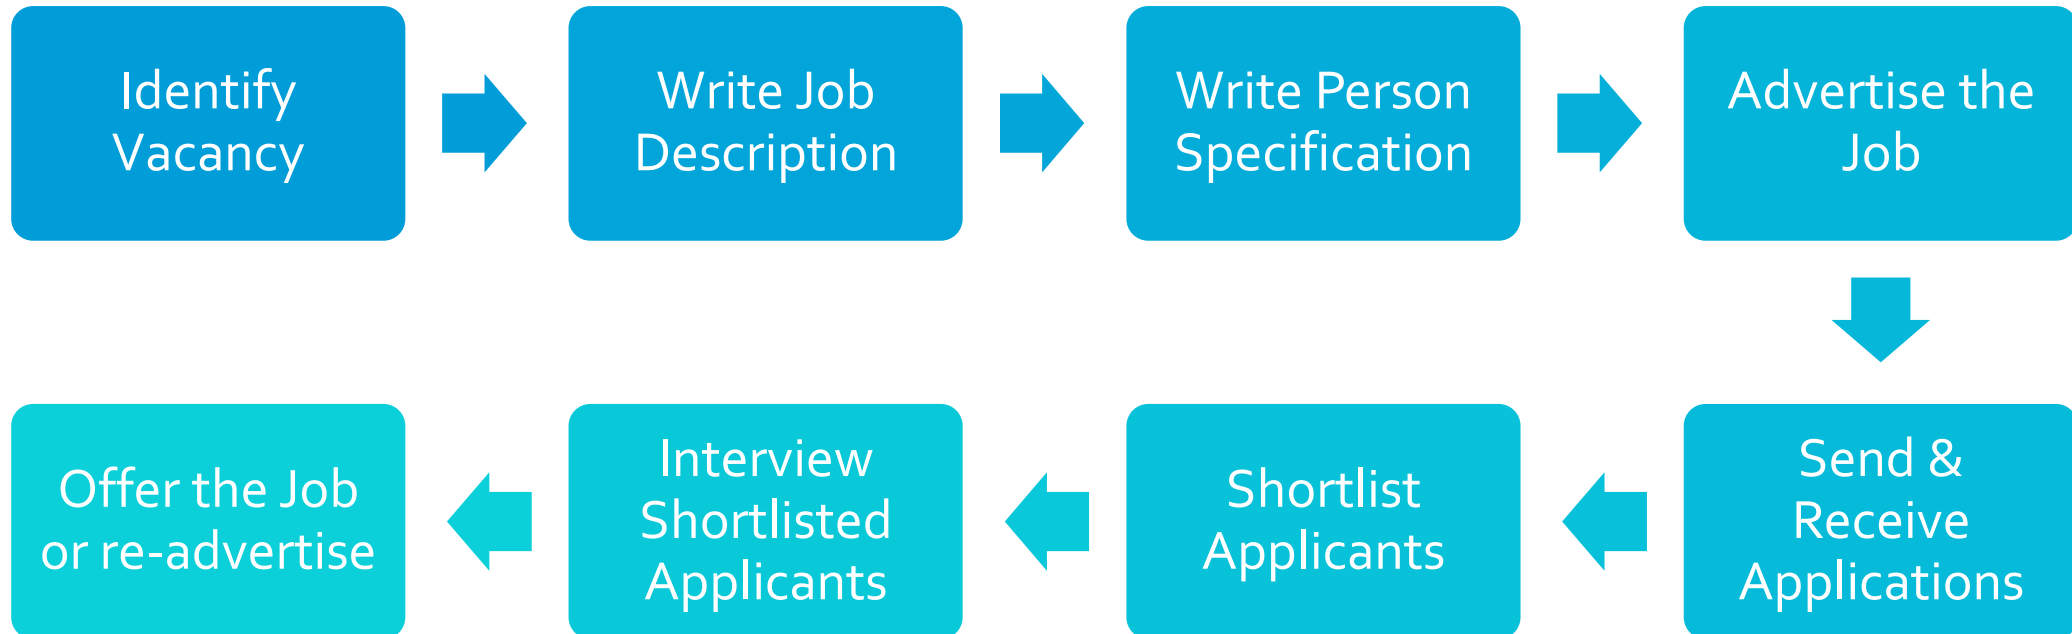 Identify
Vacancy
Write Job
Description
Write Person
Specification
Advertise the
Job
Send &
Receive
Applications
Shortlist
Applicants
Interview
Shortlisted
Applicants
Offer the Job
or re-advertise